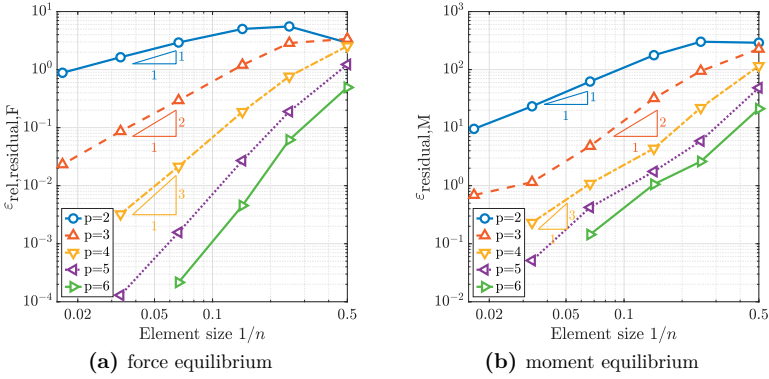 10^1
10^0
10^-1
10^-2
10^-3
10^-4
ε_rel,residual,F
1
1
2
1
3
1
p=2
p=3
p=4
p=5
p=6
0.02
0.05
0.1
0.5
Element size 1/n
(a) force equilibrium
10^3
10^2
10^1
10^0
10^-1
10^-2
ε_residual,M
1
1
2
1
3
1
p=2
p=3
p=4
p=5
p=6
0.02
0.05
0.1
0.5
Element size 1/n
(b) moment equilibrium